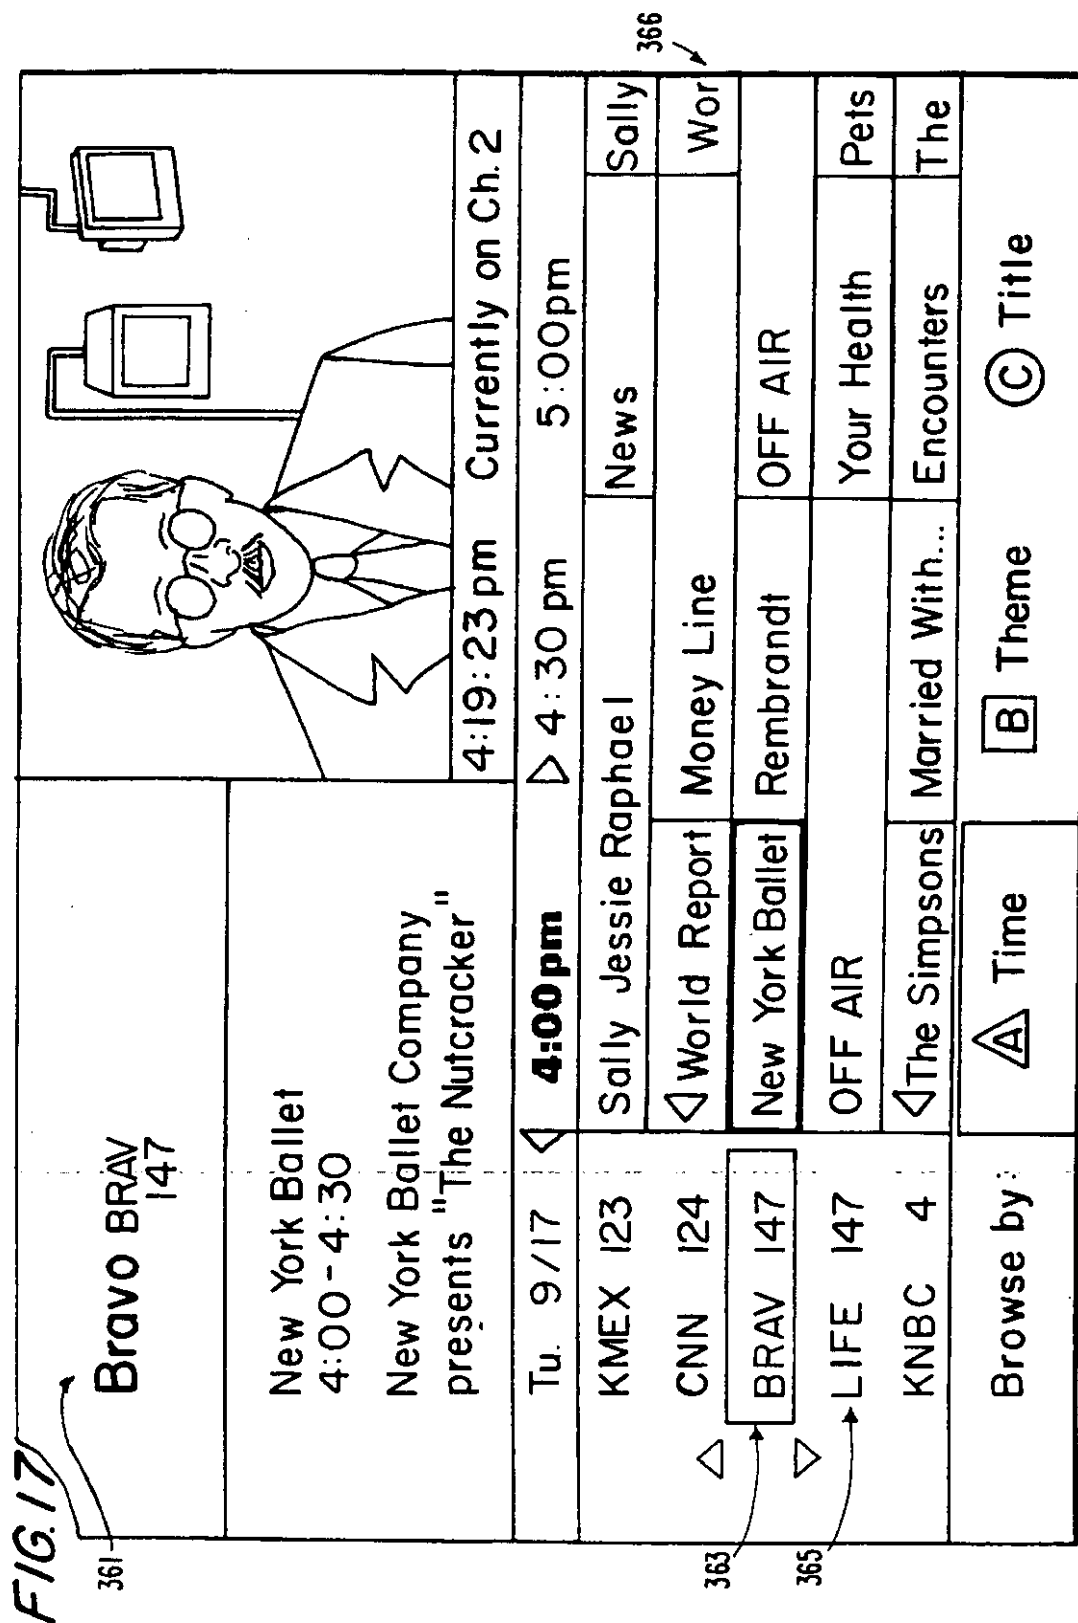 FIG. 17
361
Bravo BRAV
147
New York Ballet
4:00-4:30
New York Ballet Company
presents "The Nutcracker"
4:19:23pm Currently on Ch. 2
Tu. 9/17 4:00pm 4:30 pm 5:00pm
KMEX 123 Sally Jessie Raphael News Sally
CNN 124 World Report Money Line Wor
BRAV 147 New York Ballet Rembrandt OFF AIR
LIFE 147 OFF AIR Your Health Pets
KNBC 4 The Simpsons Married With... Encounters The
Browse by: A Time B Theme C Title
363
365
366